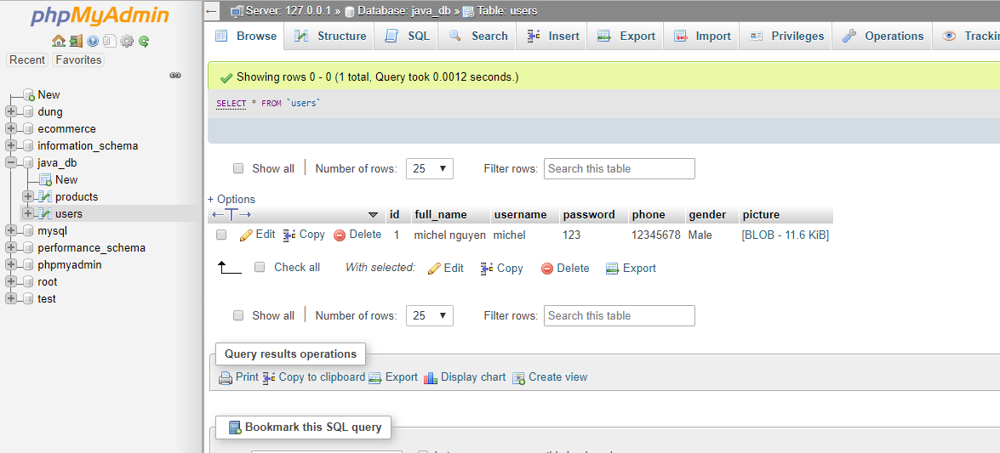 phpMyAdmin
Recent Favorites
New
dung
ecommerce
information_schema
java_db
New
products
users
mysql
performance_schema
phpmyadmin
root
test
Server: 127.0.0.1 » Database: java_db » Table: users
Browse Structure SQL Search Insert Export Import Privileges Operations
Showing rows 0 - 0 (1 total, Query took 0.0012 seconds.)
SELECT * FROM `users`
Show all Number of rows: 25 Filter rows: Search this table
+ Options
id full_name username password phone gender picture
Edit Copy Delete 1 michel nguyen michel 123 12345678 Male [BLOB - 11.6 KiB]
Check all With selected: Edit Copy Delete Export
Show all Number of rows: 25 Filter rows: Search this table
Query results operations
Print Copy to clipboard Export Display chart Create view
Bookmark this SQL query